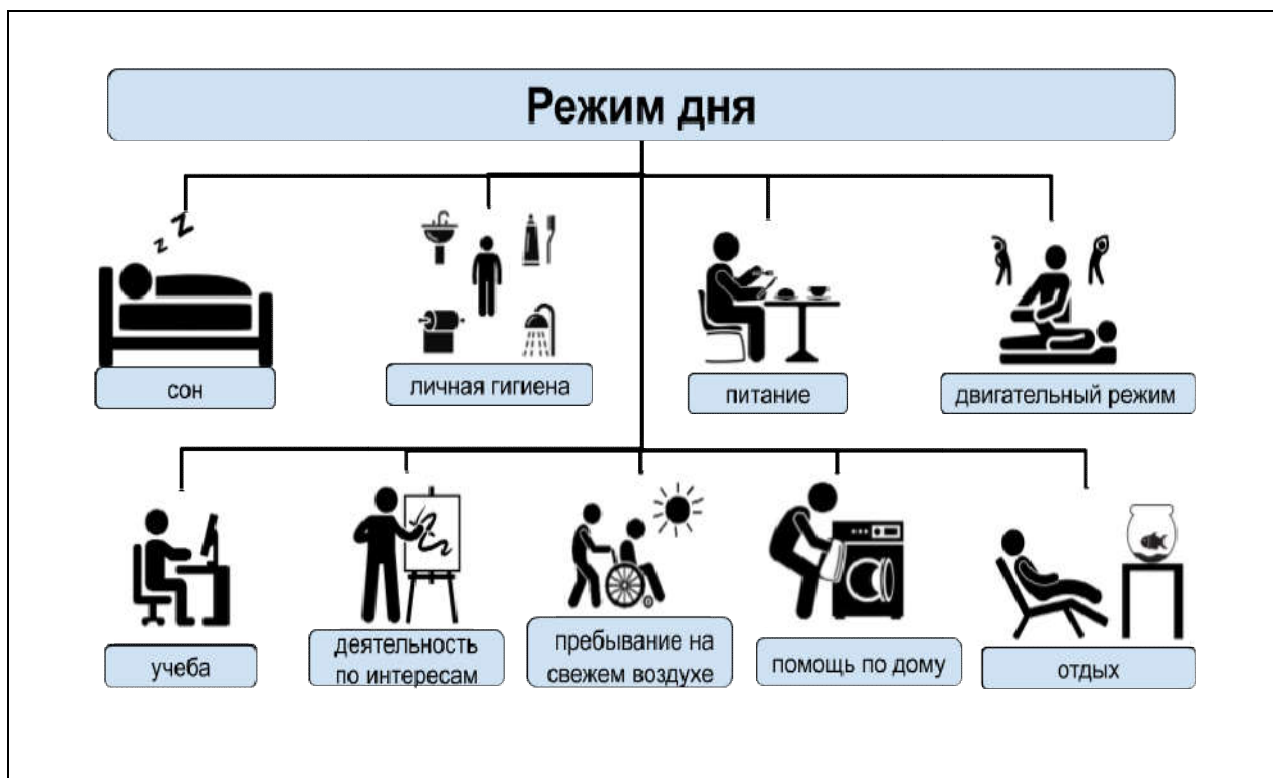 Режим дня
сон
личная гигиена
питание
двигательный режим
учеба
деятельность
по интересам
пребывание на
свежем воздухе
помощь по дому
отдых